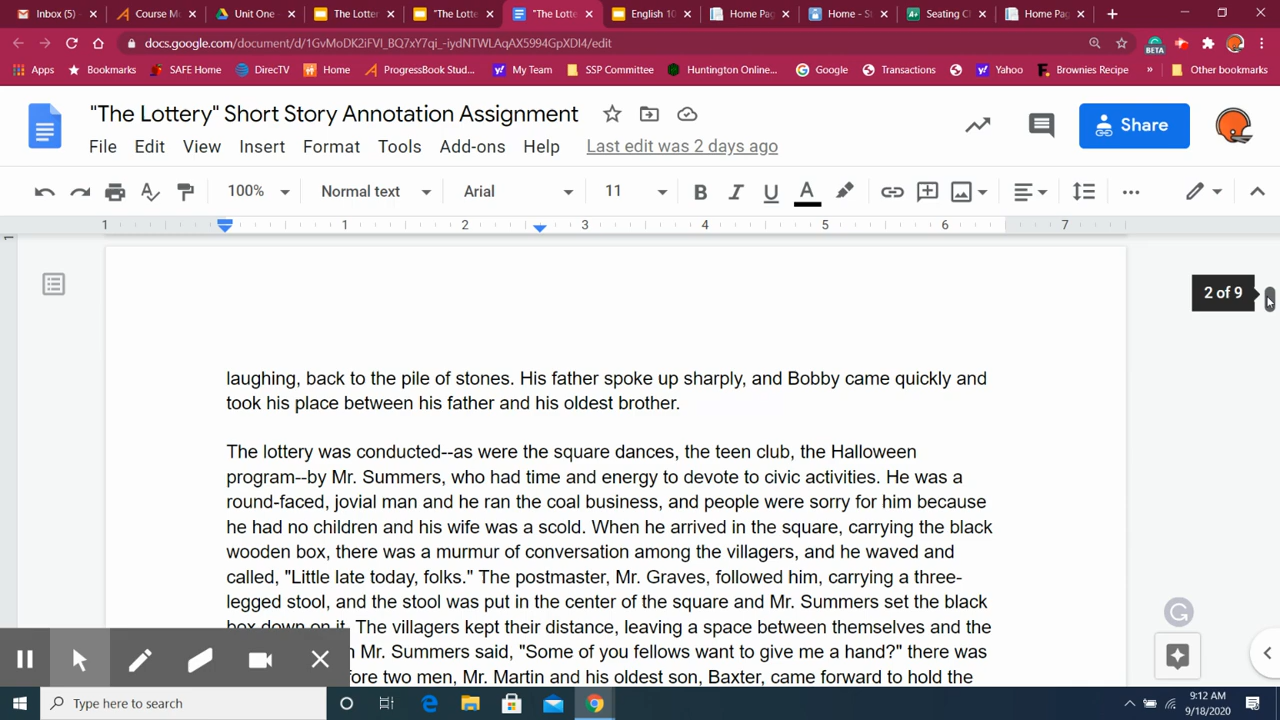 Inbox (5)
Course Mo
Unit One
The Lotter
"The Lotte
"The Lotte
English 10
Home Pag
Home - St
Seating Ch
Home Pag
docs.google.com/document/d/1GvMoDK2iFVI_BQ7xY7qi_-iydNTWLAqAX5994GpXDI4/edit
BETA
Apps
Bookmarks
SAFE Home
DirecTV
Home
ProgressBook Stud...
My Team
SSP Committee
Huntington Online...
Google
Transactions
Yahoo
Brownies Recipe
»
Other bookmarks
"The Lottery" Short Story Annotation Assignment
Share
File Edit View Insert Format Tools Add-ons Help Last edit was 2 days ago
100% Normal text Arial 11 B I U A
1 1 2 3 4 5 6 7
1
2 of 9
laughing, back to the pile of stones. His father spoke up sharply, and Bobby came quickly and
took his place between his father and his oldest brother.
The lottery was conducted--as were the square dances, the teen club, the Halloween
program--by Mr. Summers, who had time and energy to devote to civic activities. He was a
round-faced, jovial man and he ran the coal business, and people were sorry for him because
he had no children and his wife was a scold. When he arrived in the square, carrying the black
wooden box, there was a murmur of conversation among the villagers, and he waved and
called, "Little late today, folks." The postmaster, Mr. Graves, followed him, carrying a three-
legged stool, and the stool was put in the center of the square and Mr. Summers set the black
box down on it. The villagers kept their distance, leaving a space between themselves and the
Mr. Summers said, "Some of you fellows want to give me a hand?" there was
fore two men, Mr. Martin and his oldest son, Baxter, came forward to hold the
Type here to search
9:12 AM
9/18/2020